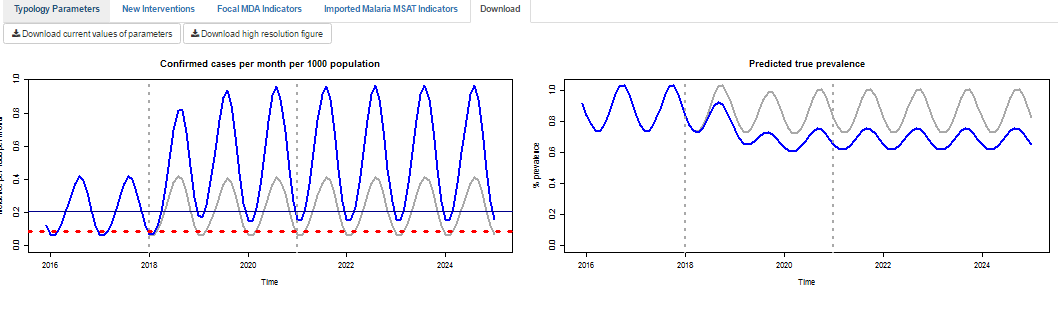 Typology Parameters New Interventions Focal MDA Indicators Imported Malaria MSAT Indicators Download
Download current values of parameters Download high resolution figure
Confirmed cases per month per 1000 population
1.0
0.8
0.6
0.4
0.2
0.0
2016 2018 2020 2022 2024
Time
Predicted true prevalence
% prevalence
1.0
0.8
0.6
0.4
0.2
0.0
2016 2018 2020 2022 2024
Time